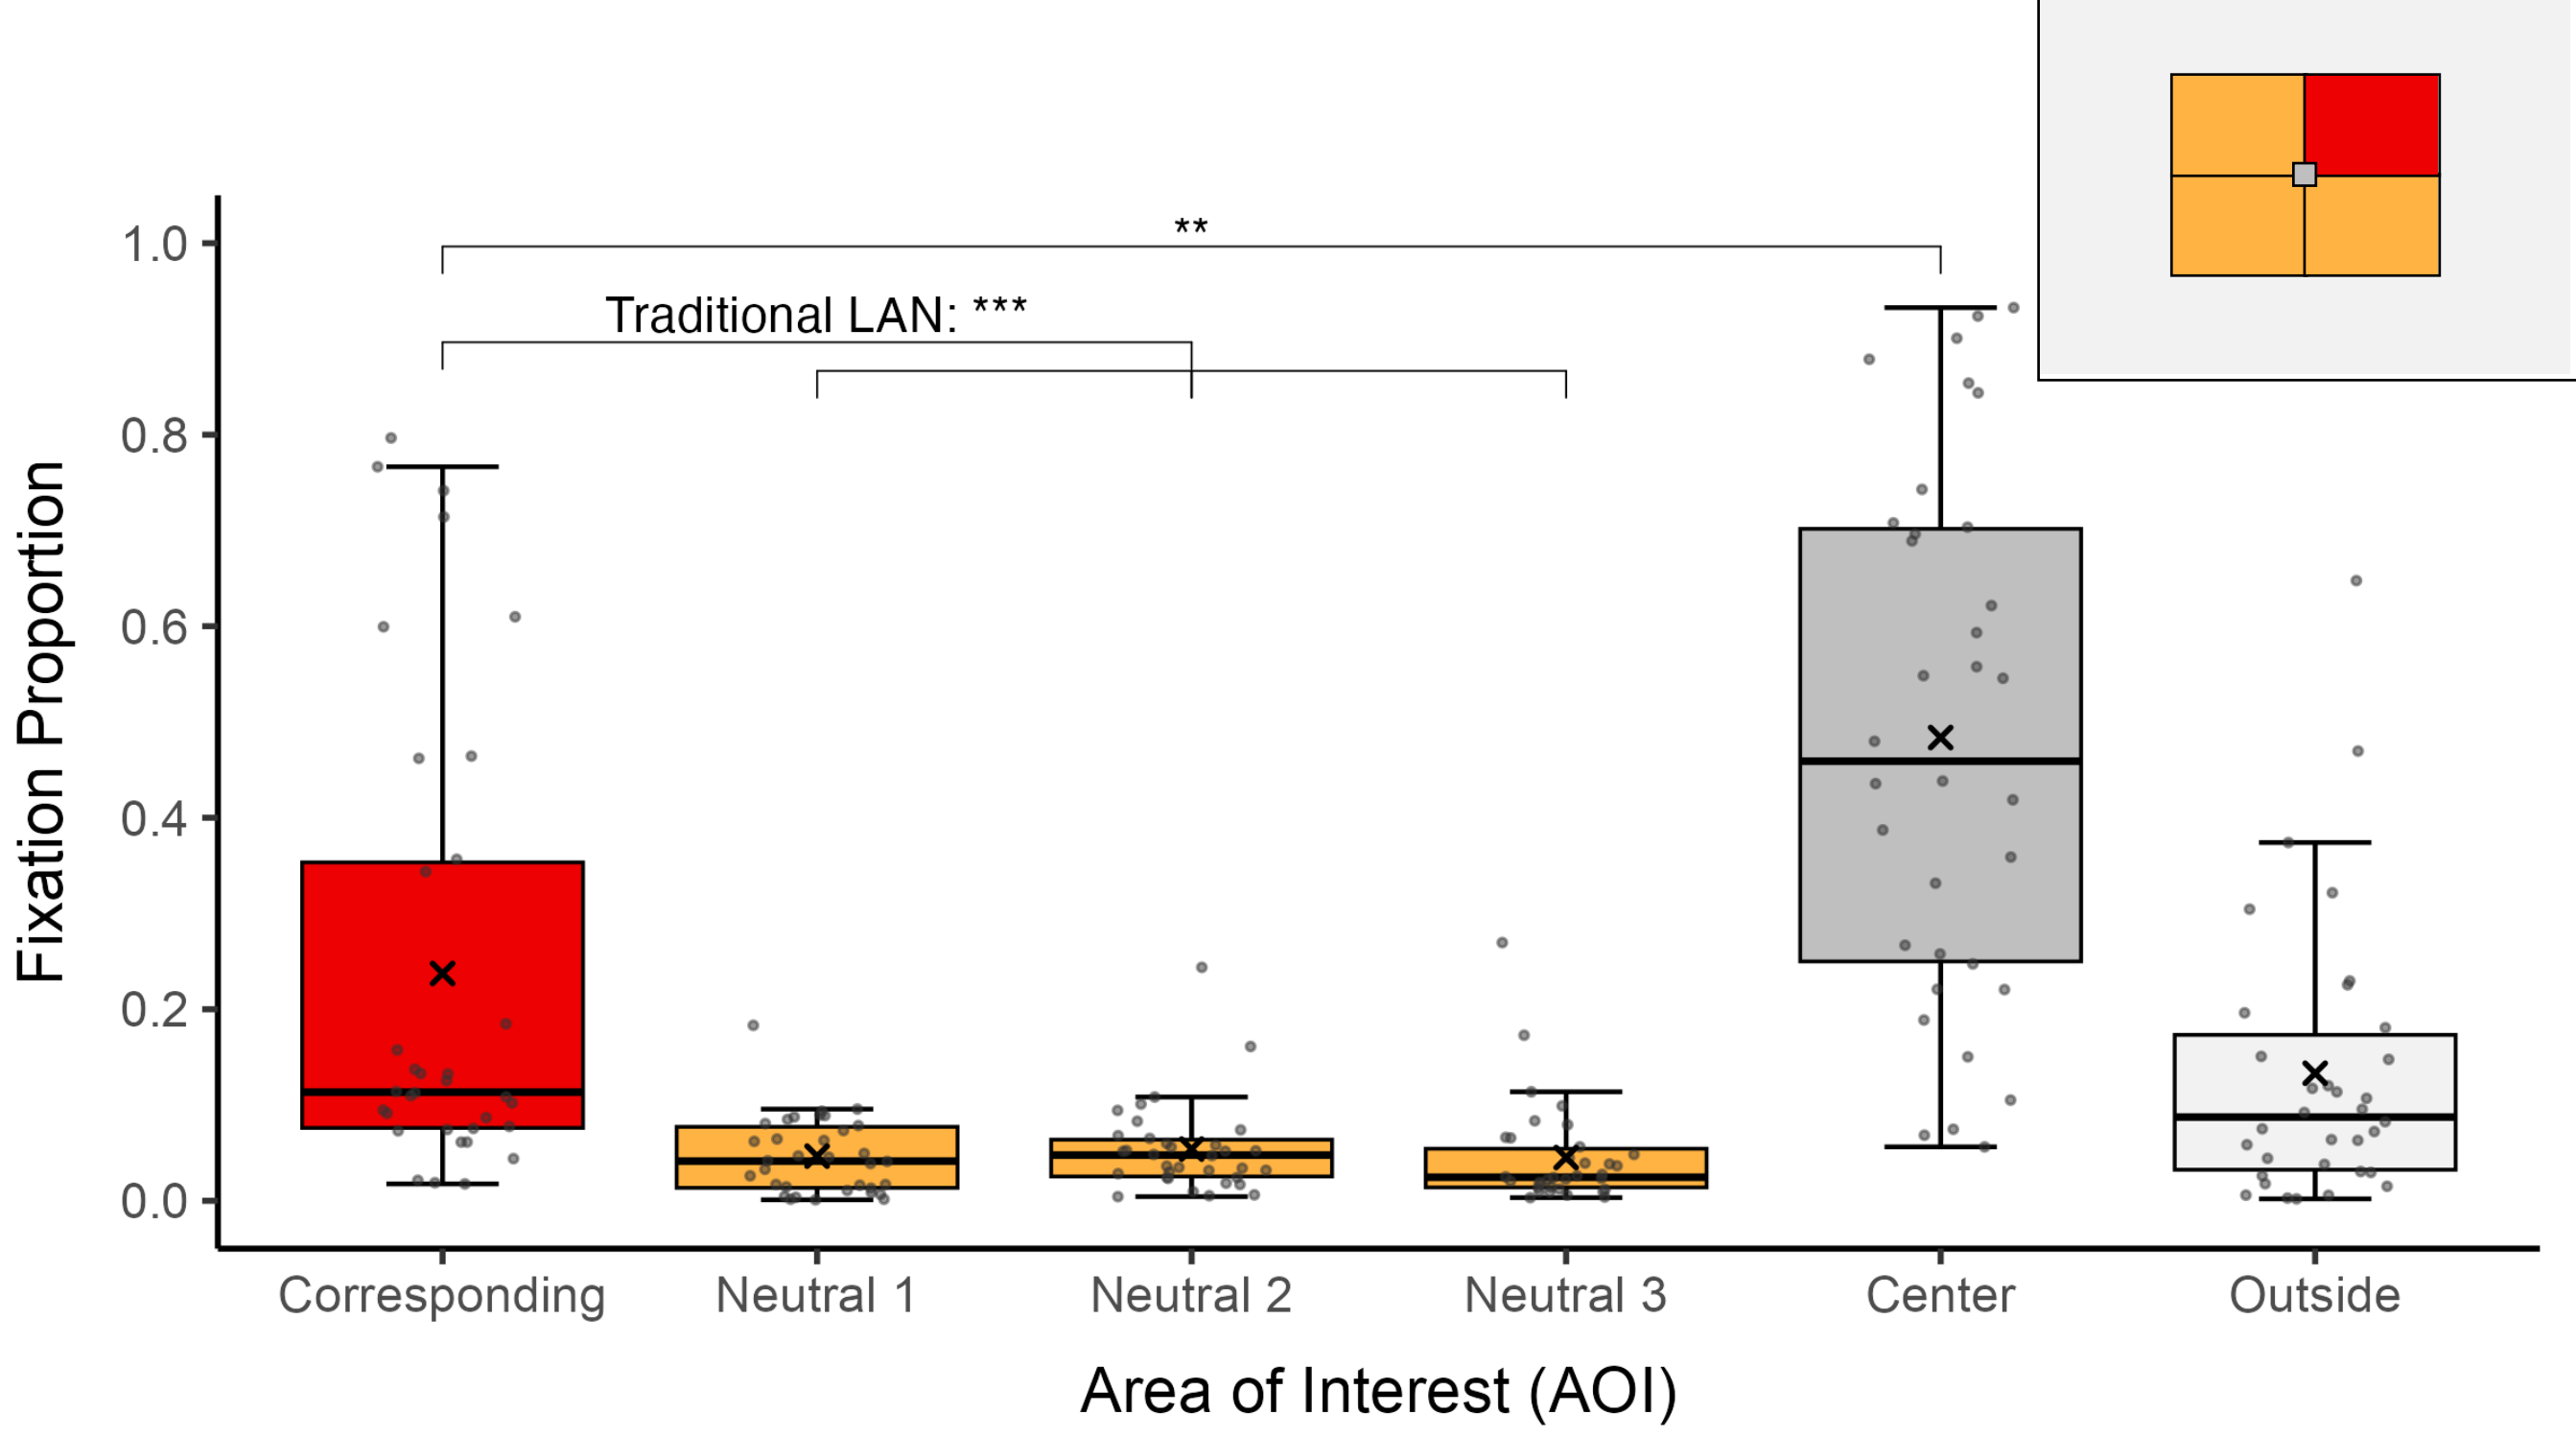 **
Traditional LAN: ***
Fixation Proportion
1.0
0.8
0.6
0.4
0.2
0.0
Corresponding Neutral 1 Neutral 2 Neutral 3 Center Outside
Area of Interest (AOI)